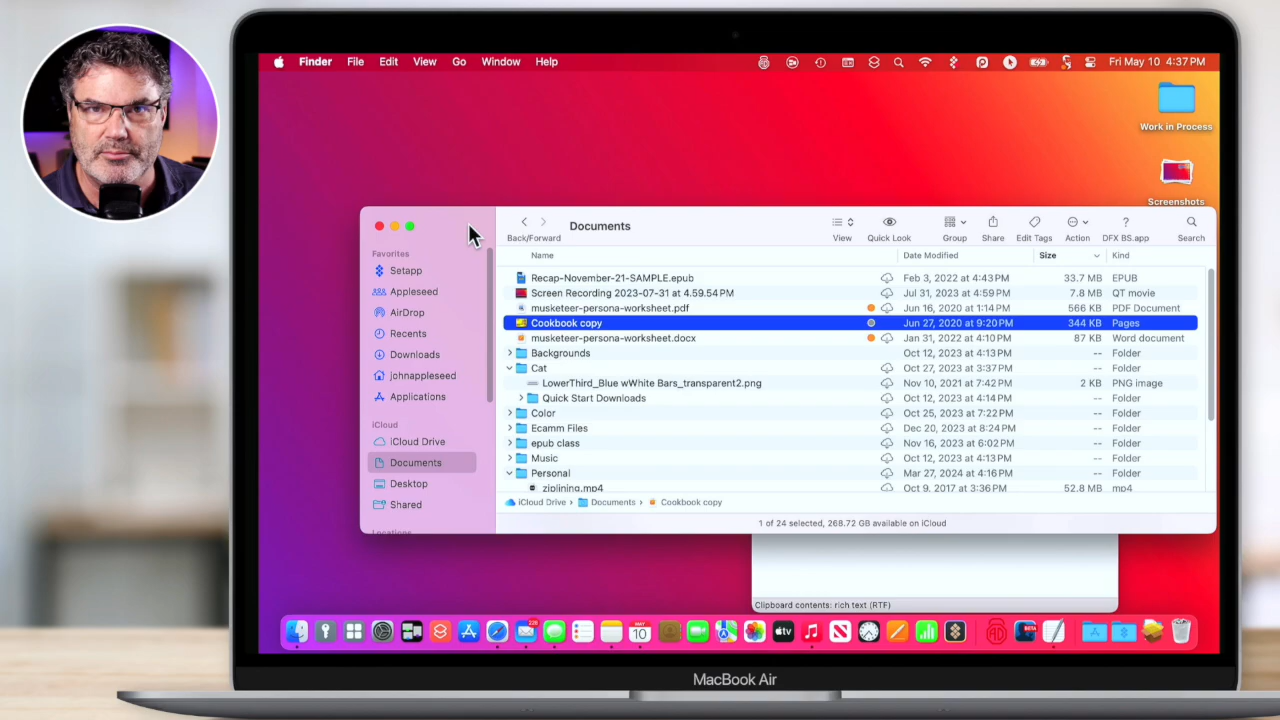 Finder File Edit View Go Window Help Fri May 10 4:37 PM
Work in Process
Screenshots
Documents
Back/Forward View Quick Look Group Share Edit Tags Action DFX BS.app Search
Favorites
Setapp
Appleseed
AirDrop
Recents
Downloads
johnappleseed
Applications
iCloud
iCloud Drive
Documents
Desktop
Shared
Locations
Name Date Modified Size Kind
Recap-November-21-SAMPLE.epub Feb 3, 2022 at 4:43 PM 33.7 MB EPUB
Screen Recording 2023-07-31 at 4.59.54 PM Jul 31, 2023 at 4:59 PM 7.8 MB QT movie
musketeer-persona-worksheet.pdf Jun 16, 2020 at 1:14 PM 566 KB PDF Document
Cookbook copy Jun 27, 2020 at 9:20 PM 344 KB Pages
musketeer-persona-worksheet.docx Jan 31, 2022 at 4:10 PM 87 KB Word document
Backgrounds Oct 12, 2023 at 4:13 PM -- Folder
Cat Oct 27, 2023 at 3:37 PM -- Folder
LowerThird_Blue wWhite Bars_transparent2.png Nov 10, 2021 at 7:42 PM 2 KB PNG image
Quick Start Downloads Oct 12, 2023 at 4:14 PM -- Folder
Color Oct 25, 2023 at 7:22 PM -- Folder
Ecamm Files Dec 20, 2023 at 8:24 PM -- Folder
epub class Nov 16, 2023 at 6:02 PM -- Folder
Music Oct 12, 2023 at 4:13 PM -- Folder
Personal Mar 27, 2024 at 4:16 PM -- Folder
ziplining.mp4 Oct 9, 2017 at 3:36 PM 52.8 MB mp4
iCloud Drive › Documents › Cookbook copy
1 of 24 selected, 268.72 GB available on iCloud
Clipboard contents: rich text (RTF)
220
MAY
10
tv
BETA
MacBook Air